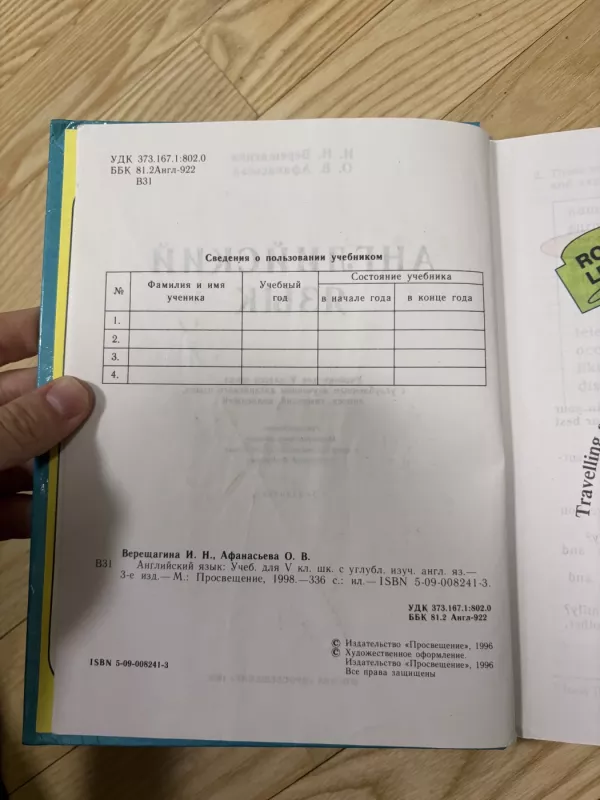 УДК 373.167.1:802.0
ББК 81.2Англ-922
В31
Сведения о пользовании учебником
№
Фамилия и имя ученика
Учебный год
Состояние учебника
в начале года
в конце года
1.
2.
3.
4.
Верещагина И. Н., Афанасьева О. В.
В31 Английский язык: Учеб. для V кл. шк. с углубл. изуч. англ. яз.—
3-е изд.—М.: Просвещение, 1998.—336 с.: ил.—ISBN 5-09-008241-3.
УДК 373.167.1:802.0
ББК 81.2 Англ-922
ISBN 5-09-008241-3
© Издательство «Просвещение», 1996
© Художественное оформление.
Издательство «Просвещение», 1996
Все права защищены
Travelling